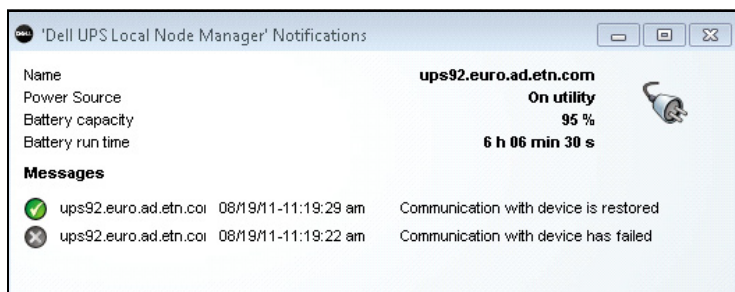 DELL 'Dell UPS Local Node Manager' Notifications
Name ups92.euro.ad.etn.com
Power Source On utility
Battery capacity 95 %
Battery run time 6 h 06 min 30 s
Messages
ups92.euro.ad.etn.coı 08/19/11-11:19:29 am Communication with device is restored
ups92.euro.ad.etn.coı 08/19/11-11:19:22 am Communication with device has failed